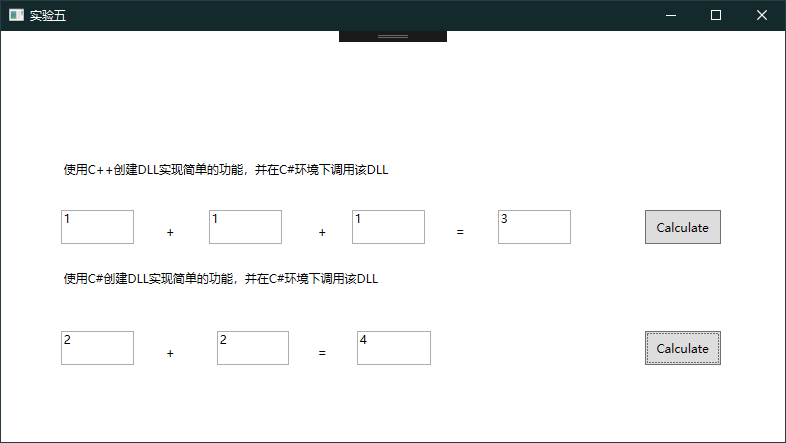 实验五
使用C++创建DLL实现简单的功能，并在C#环境下调用该DLL
1 + 1 + 1 = 3 Calculate
使用C#创建DLL实现简单的功能，并在C#环境下调用该DLL
2 + 2 = 4 Calculate